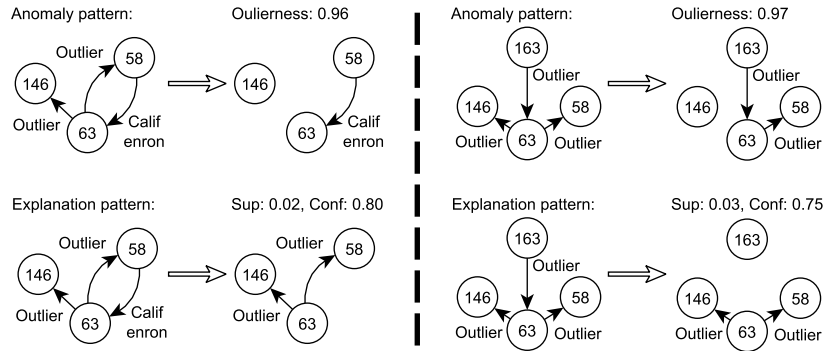 Anomaly pattern:
Oulierness: 0.96
Outlier
58
146
Outlier
63
Calif
enron
146
58
63
Calif
enron
Anomaly pattern:
Oulierness: 0.97
163
Outlier
146
58
63
Outlier
Outlier
163
Outlier
146
58
63
Outlier
Explanation pattern:
Sup: 0.02, Conf: 0.80
Outlier
58
146
Outlier
63
Calif
enron
Outlier
58
146
Outlier
63
Explanation pattern:
Sup: 0.03, Conf: 0.75
163
Outlier
146
58
63
Outlier
Outlier
163
146
58
63
Outlier
Outlier